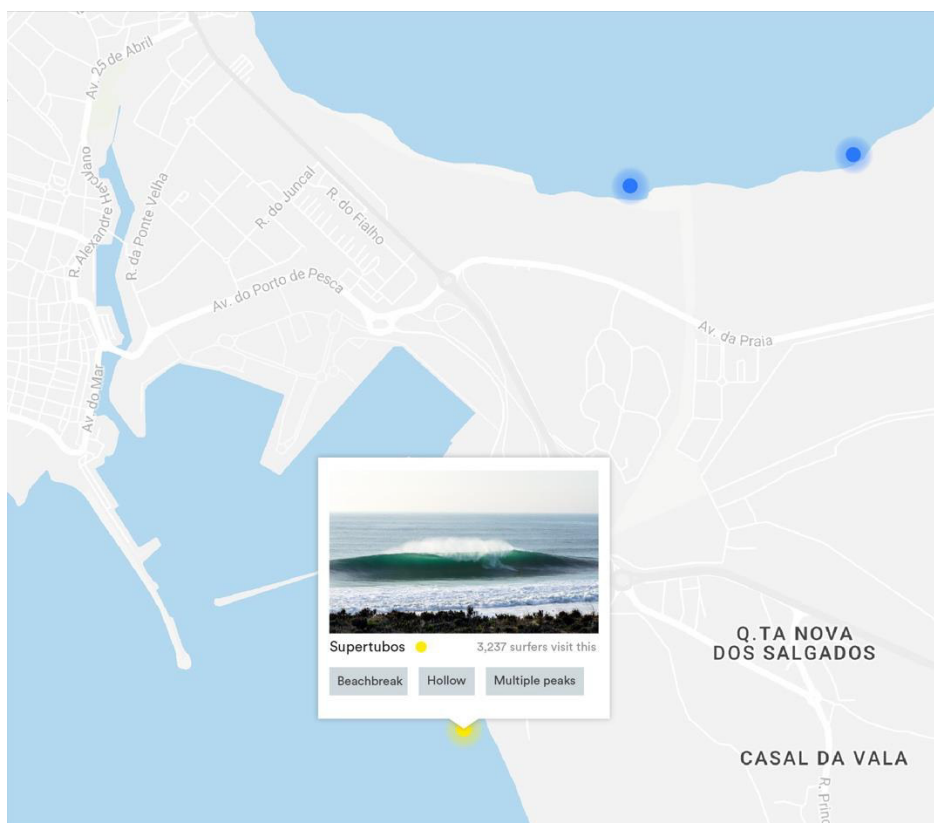 Av. 25 de Abril
R. Alexandre Herculano
R. da Ponte Velha
R. do Juncal
R. do Fialho
Av. do Porto de Pesca
Av. da Praia
Av. do Mar
Supertubos
3,237 surfers visit this
Beachbreak
Hollow
Multiple peaks
Q.TA NOVA
DOS SALGADOS
CASAL DA VALA
R. Princ